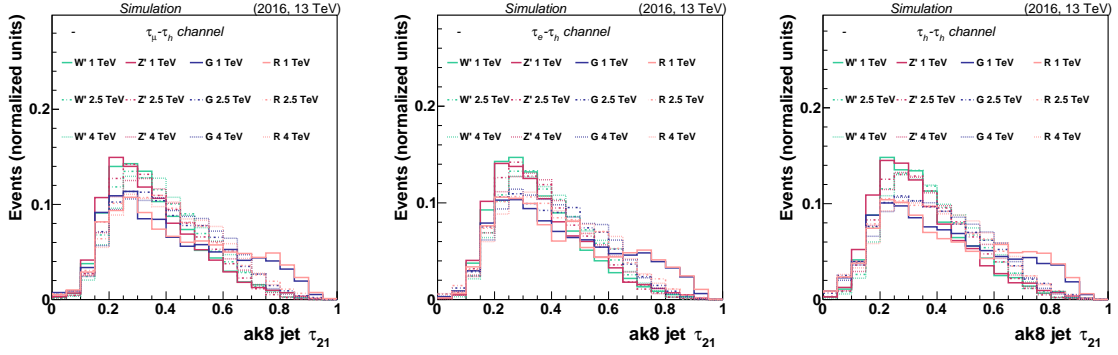 Simulation (2016, 13 TeV)
Events (normalized units)
- τμ-τh channel
W' 1 TeV Z' 1 TeV G 1 TeV R 1 TeV
W' 2.5 TeV Z' 2.5 TeV G 2.5 TeV R 2.5 TeV
W' 4 TeV Z' 4 TeV G 4 TeV R 4 TeV
0.2
0.1
0
0 0.2 0.4 0.6 0.8 1
ak8 jet τ21
Simulation (2016, 13 TeV)
Events (normalized units)
- τe-τh channel
W' 1 TeV Z' 1 TeV G 1 TeV R 1 TeV
W' 2.5 TeV Z' 2.5 TeV G 2.5 TeV R 2.5 TeV
W' 4 TeV Z' 4 TeV G 4 TeV R 4 TeV
0.2
0.1
0
0 0.2 0.4 0.6 0.8 1
ak8 jet τ21
Simulation (2016, 13 TeV)
Events (normalized units)
- τh-τh channel
W' 1 TeV Z' 1 TeV G 1 TeV R 1 TeV
W' 2.5 TeV Z' 2.5 TeV G 2.5 TeV R 2.5 TeV
W' 4 TeV Z' 4 TeV G 4 TeV R 4 TeV
0.2
0.1
0
0 0.2 0.4 0.6 0.8 1
ak8 jet τ21